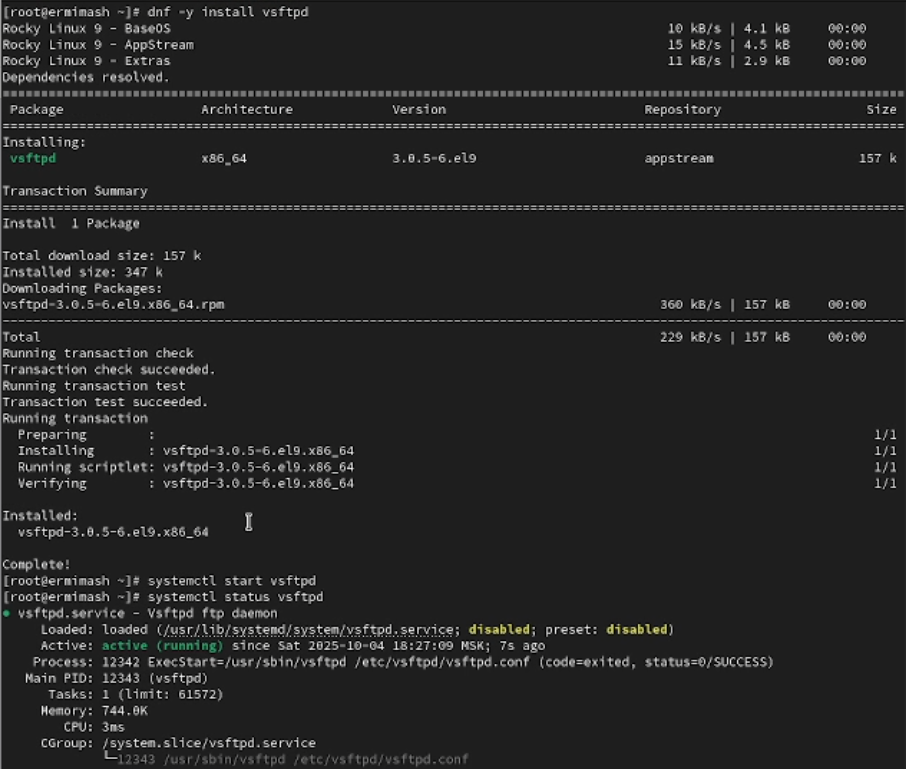 [root@ermimash ~]# dnf -y install vsftpd
Rocky Linux 9 - BaseOS 10 kB/s | 4.1 kB 00:00
Rocky Linux 9 - AppStream 15 kB/s | 4.5 kB 00:00
Rocky Linux 9 - Extras 11 kB/s | 2.9 kB 00:00
Dependencies resolved.
Package Architecture Version Repository Size
Installing:
vsftpd x86_64 3.0.5-6.el9 appstream 157 k
Transaction Summary
Install 1 Package
Total download size: 157 k
Installed size: 347 k
Downloading Packages:
vsftpd-3.0.5-6.el9.x86_64.rpm 360 kB/s | 157 kB 00:00
Total 229 kB/s | 157 kB 00:00
Running transaction check
Transaction check succeeded.
Running transaction test
Transaction test succeeded.
Running transaction
Preparing : 1/1
Installing : vsftpd-3.0.5-6.el9.x86_64 1/1
Running scriptlet: vsftpd-3.0.5-6.el9.x86_64 1/1
Verifying : vsftpd-3.0.5-6.el9.x86_64 1/1
Installed:
vsftpd-3.0.5-6.el9.x86_64
Complete!
[root@ermimash ~]# systemctl start vsftpd
[root@ermimash ~]# systemctl status vsftpd
● vsftpd.service - Vsftpd ftp daemon
Loaded: loaded (/usr/lib/systemd/system/vsftpd.service; disabled; preset: disabled)
Active: active (running) since Sat 2025-10-04 18:27:09 MSK; 7s ago
Process: 12342 ExecStart=/usr/sbin/vsftpd /etc/vsftpd/vsftpd.conf (code=exited, status=0/SUCCESS)
Main PID: 12343 (vsftpd)
Tasks: 1 (limit: 61572)
Memory: 744.0K
CPU: 3ms
CGroup: /system.slice/vsftpd.service
└─12343 /usr/sbin/vsftpd /etc/vsftpd/vsftpd.conf